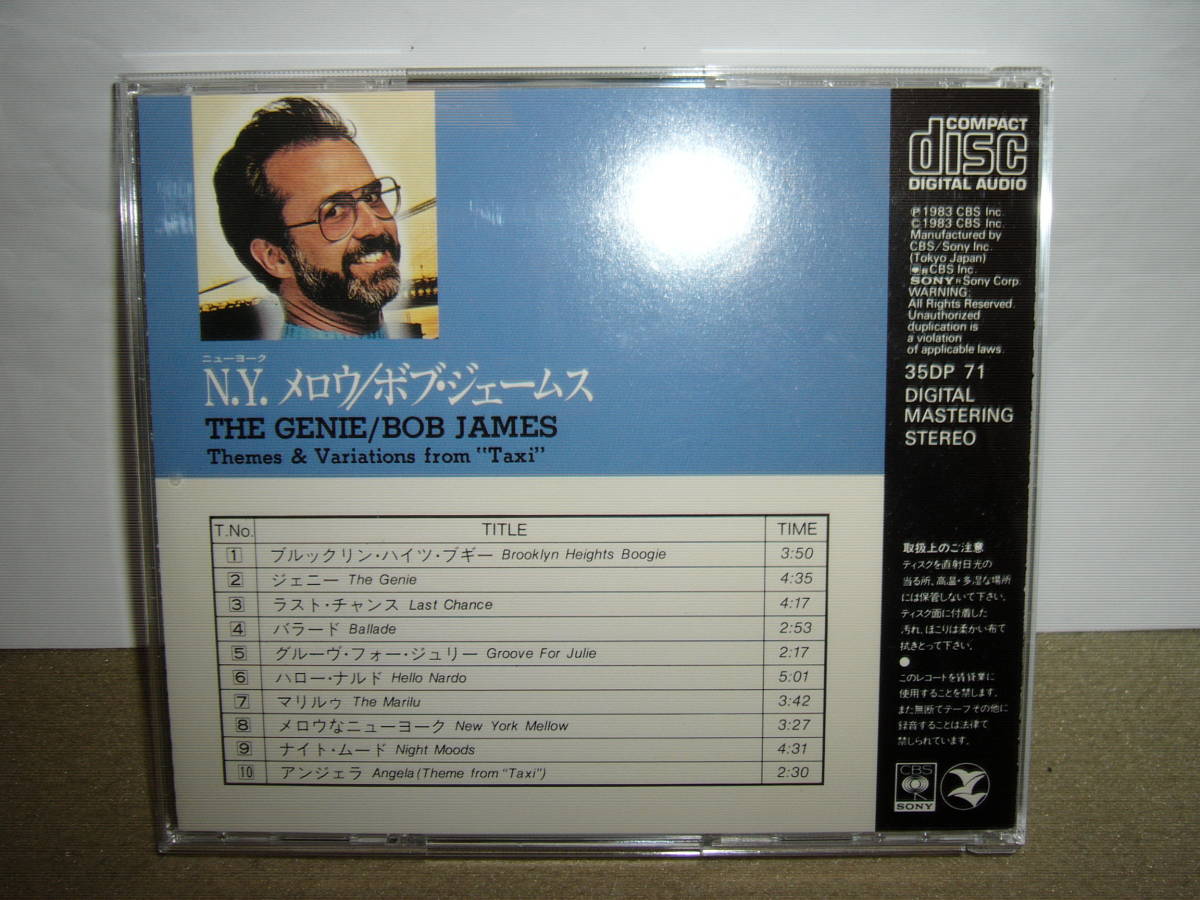 ニューヨーク
N.Y. メロウ/ボブ・ジェームス
THE GENIE/BOB JAMES
Themes & Variations from "Taxi"
T.No. TITLE TIME
1 ブルックリン・ハイツ・ブギー Brooklyn Heights Boogie 3:50
2 ジェニー The Genie 4:35
3 ラスト・チャンス Last Chance 4:17
4 バラード Ballade 2:53
5 グルーヴ・フォー・ジュリー Groove For Julie 2:17
6 ハロー・ナルド Hello Nardo 5:01
7 マリルゥ The Marilu 3:42
8 メロウなニューヨーク New York Mellow 3:27
9 ナイト・ムード Night Moods 4:31
10 アンジェラ Angela (Theme from "Taxi") 2:30
COMPACT
disc
DIGITAL AUDIO
℗1983 CBS Inc.
©1983 CBS Inc.
Manufactured by
CBS/Sony Inc.
(Tokyo Japan)
CBS Inc.
SONY® Sony Corp.
WARNING:
All Rights Reserved.
Unauthorized
duplication is
a violation
of applicable laws.
35DP 71
DIGITAL
MASTERING
STEREO
取扱上のご注意
ディスクを直射日光の
当る所、高温・多湿な場所
には保管しないで下さい。
ディスク面に付着した
汚れ、ほこりは柔かい布で
拭きとって下さい。
●
このレコードを賃貸業に
使用することを禁します。
また無断でテープその他に
録音することは法律で
禁じられています。
CBS
SONY